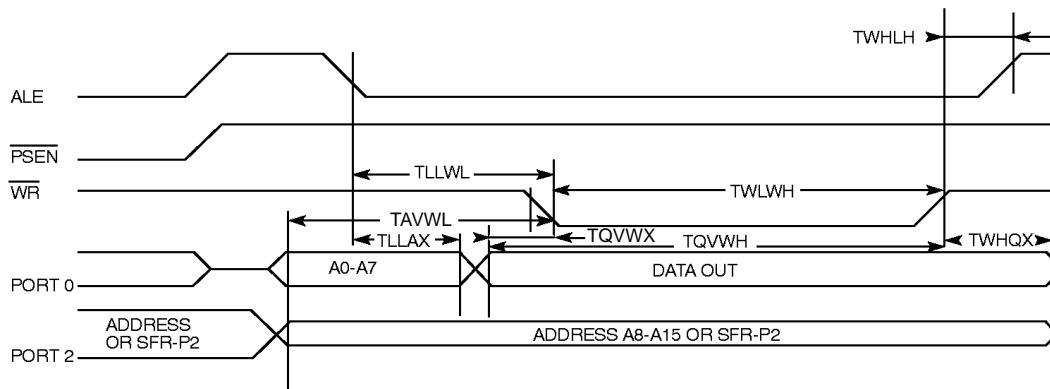 TWHLH
ALE
PSEN
TLLWL
WR
TWLWH
TAVWL
TLLAX
TQVWX
TQVWH
TWHQX
A0-A7
DATA OUT
PORT 0
ADDRESS
OR SFR-P2
ADDRESS A8-A15 OR SFR-P2
PORT 2